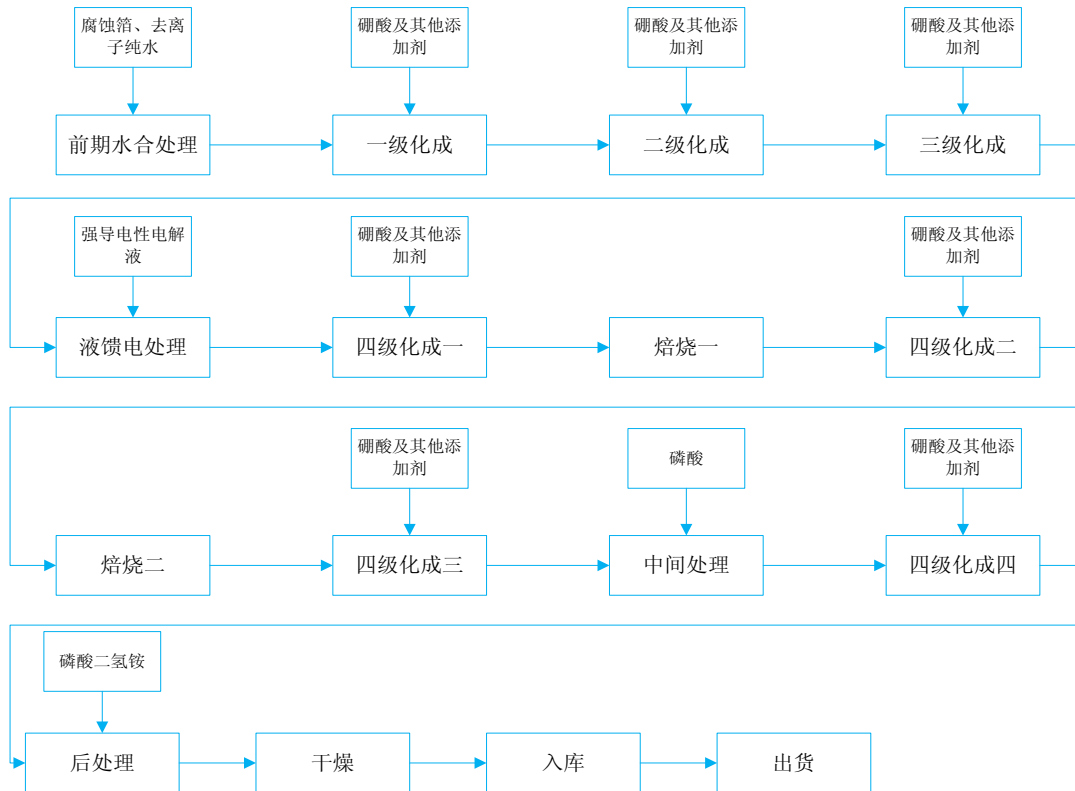 腐蚀箔、去离
子纯水
硼酸及其他添
加剂
硼酸及其他添
加剂
硼酸及其他添
加剂
前期水合处理
一级化成
二级化成
三级化成
强导电性电解
液
硼酸及其他添
加剂
硼酸及其他添
加剂
液馈电处理
四级化成一
焙烧一
四级化成二
硼酸及其他添
加剂
磷酸
硼酸及其他添
加剂
焙烧二
四级化成三
中间处理
四级化成四
磷酸二氢铵
后处理
干燥
入库
出货